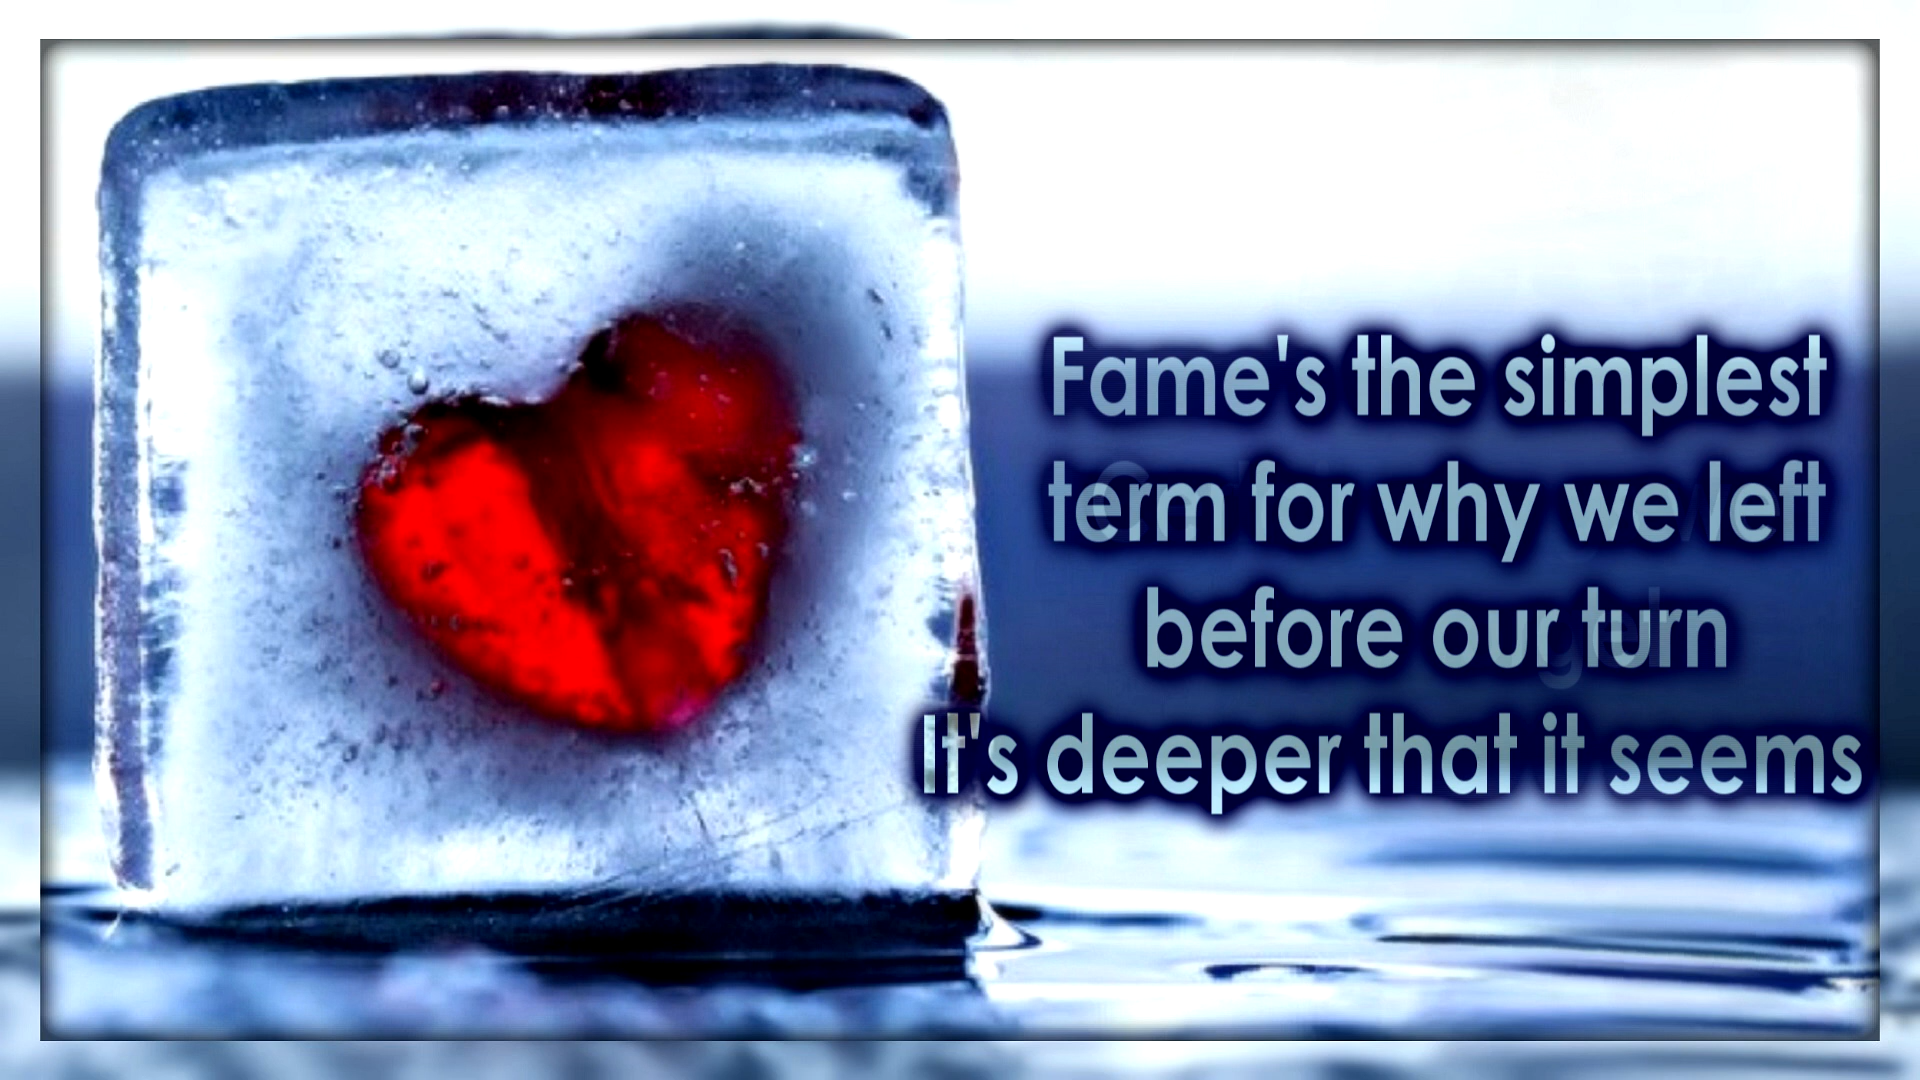 Fame's the simplest
term for why we left
before our turn
It's deeper that it seems